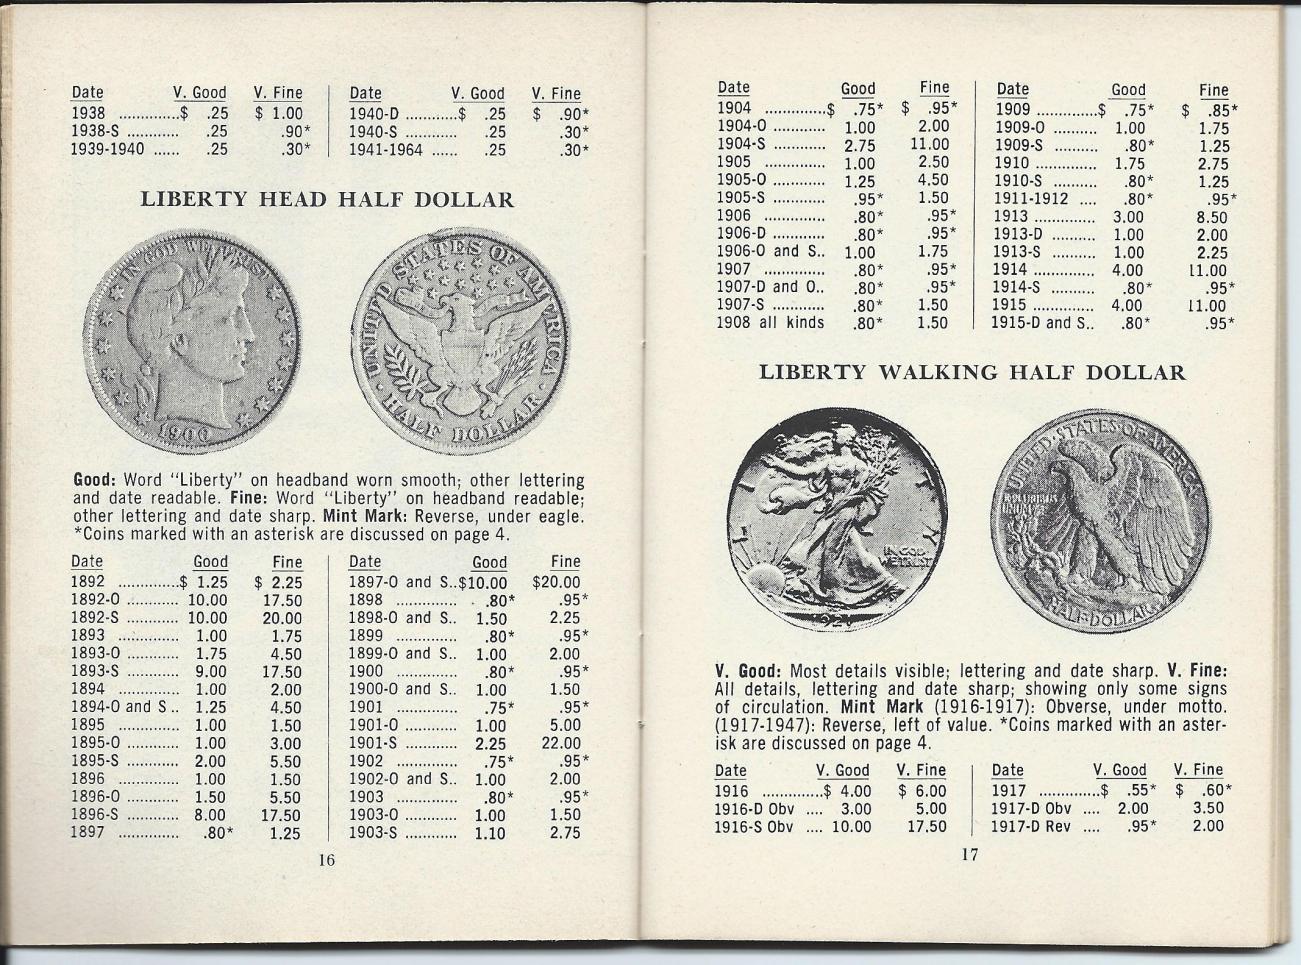 Date V. Good V. Fine
1938 .............$ .25 $ 1.00
1938-S ............ .25 .90*
1939-1940 ...... .25 .30*
Date V. Good V. Fine
1940-D ............$ .25 $ .90*
1940-S ............ .25 .30*
1941-1964 ...... .25 .30*
LIBERTY HEAD HALF DOLLAR
IN GOD WE TRUST
1900
UNITED STATES OF AMERICA
HALF DOLLAR
Good: Word “Liberty” on headband worn smooth; other lettering
and date readable. Fine: Word “Liberty” on headband readable;
other lettering and date sharp. Mint Mark: Reverse, under eagle.
*Coins marked with an asterisk are discussed on page 4.
Date Good Fine
1892 .............$ 1.25 $ 2.25
1892-O ............ 10.00 17.50
1892-S ............ 10.00 20.00
1893 ............ 1.00 1.75
1893-O ............ 1.75 4.50
1893-S ............ 9.00 17.50
1894 ............ 1.00 2.00
1894-O and S .. 1.25 4.50
1895 ............ 1.00 1.50
1895-O ............ 1.00 3.00
1895-S ............ 2.00 5.50
1896 ............ 1.00 1.50
1896-O ............ 1.50 5.50
1896-S ............ 8.00 17.50
1897 ............ .80* 1.25
Date Good Fine
1897-O and S..$10.00 $20.00
1898 ............ .80* .95*
1898-O and S.. 1.50 2.25
1899 ............ .80* .95*
1899-O and S.. 1.00 2.00
1900 ............ .80* .95*
1900-O and S.. 1.00 1.50
1901 ............ .75* .95*
1901-O ............ 1.00 5.00
1901-S ............ 2.25 22.00
1902 ............ .75* .95*
1902-O and S.. 1.00 2.00
1903 ............ .80* .95*
1903-O ............ 1.00 1.50
1903-S ............ 1.10 2.75
16
Date Good Fine
1904 .............$ .75* $ .95*
1904-O ............ 1.00 2.00
1904-S ............ 2.75 11.00
1905 ............ 1.00 2.50
1905-O ............ 1.25 4.50
1905-S ............ .95* 1.50
1906 ............ .80* .95*
1906-D ............ .80* .95*
1906-O and S.. 1.00 1.75
1907 ............ .80* .95*
1907-D and O.. .80* .95*
1907-S ............ .80* 1.50
1908 all kinds .80* 1.50
Date Good Fine
1909 ..............$ .75* $ .85*
1909-O .......... 1.00 1.75
1909-S .......... .80* 1.25
1910 ............ 1.75 2.75
1910-S .......... .80* 1.25
1911-1912 .... .80* .95*
1913 ............ 3.00 8.50
1913-D .......... 1.00 2.00
1913-S .......... 1.00 2.25
1914 ............ 4.00 11.00
1914-S .......... .80* .95*
1915 ............ 4.00 11.00
1915-D and S.. .80* .95*
LIBERTY WALKING HALF DOLLAR
IN GOD
WE TRUST
UNITED·STATES·OF·AMERICA
HALF·DOLLAR
V. Good: Most details visible; lettering and date sharp. V. Fine:
All details, lettering and date sharp; showing only some signs
of circulation. Mint Mark (1916-1917): Obverse, under motto.
(1917-1947): Reverse, left of value. *Coins marked with an aster-
isk are discussed on page 4.
Date V. Good V. Fine
1916 .............$ 4.00 $ 6.00
1916-D Obv .... 3.00 5.00
1916-S Obv .... 10.00 17.50
Date V. Good V. Fine
1917 .............$ .55* $ .60*
1917-D Obv .... 2.00 3.50
1917-D Rev .... .95* 2.00
17